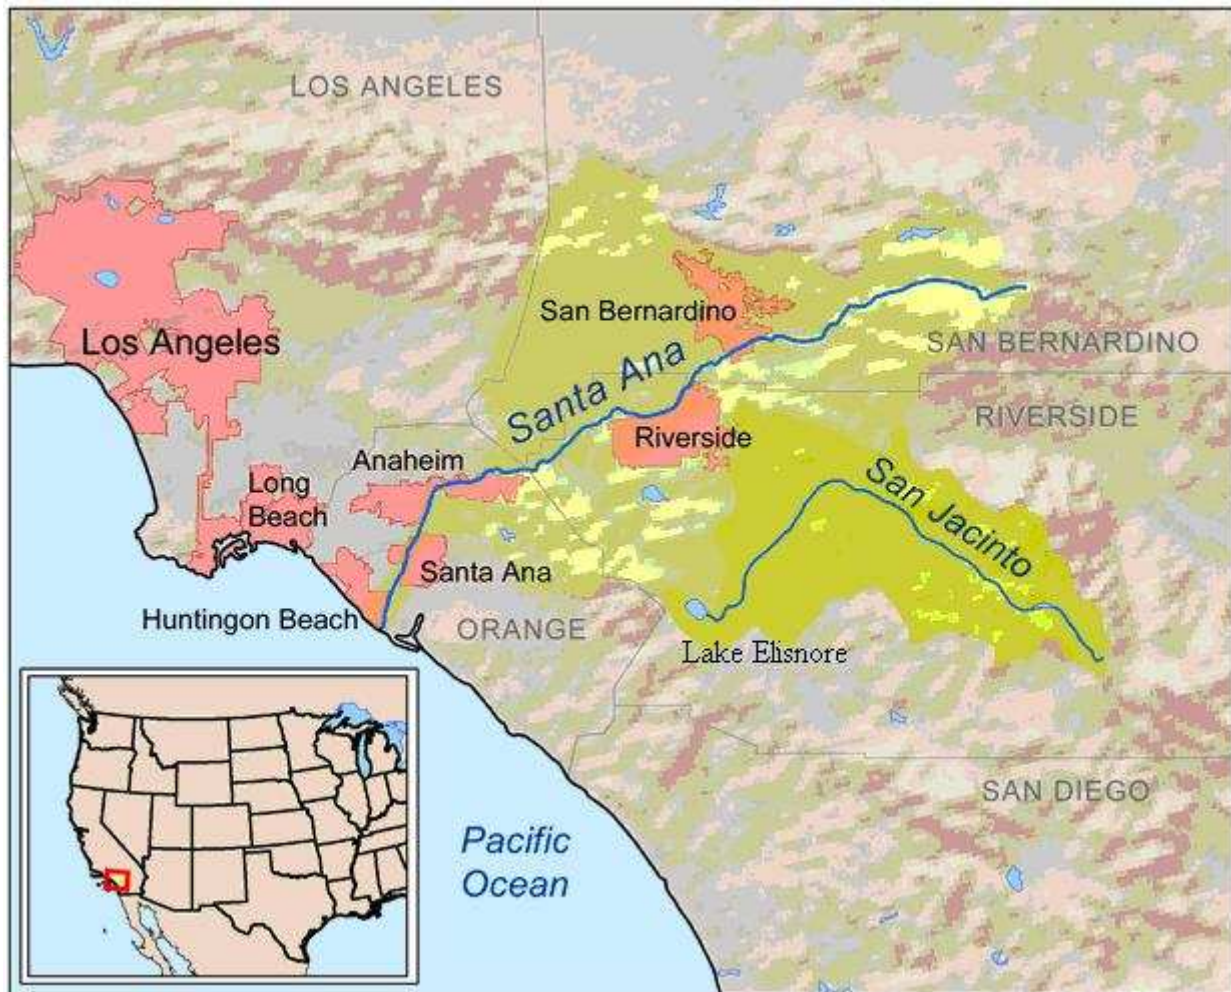 LOS ANGELES
San Bernardino
Los Angeles
Santa Ana
SAN BERNARDINO
RIVERSIDE
Riverside
Anaheim
San Jacinto
Long
Beach
Santa Ana
Huntingon Beach
ORANGE
Lake Elisnore
SAN DIEGO
Pacific
Ocean